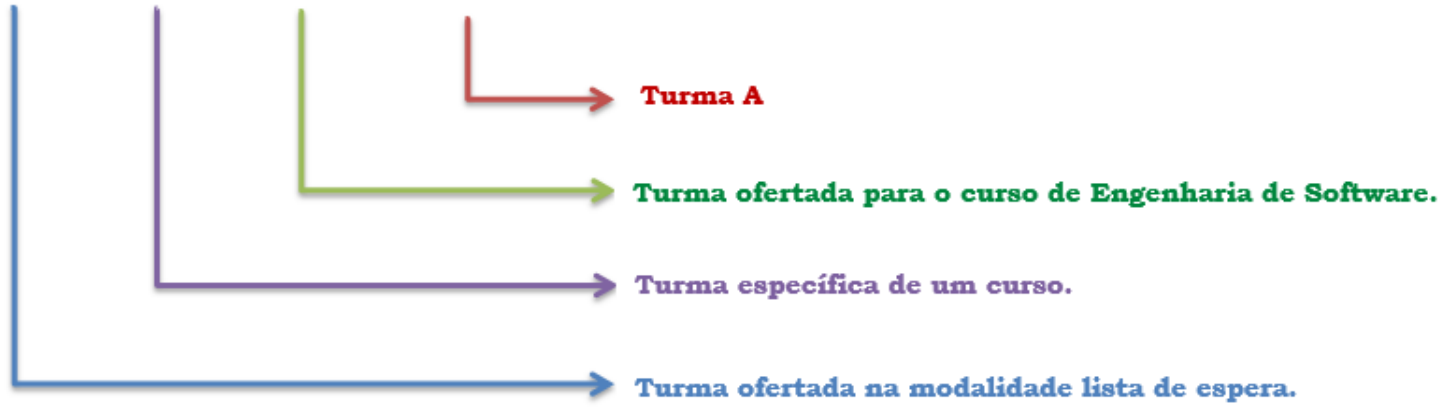 Turma A
Turma ofertada para o curso de Engenharia de Software.
Turma específica de um curso.
Turma ofertada na modalidade lista de espera.